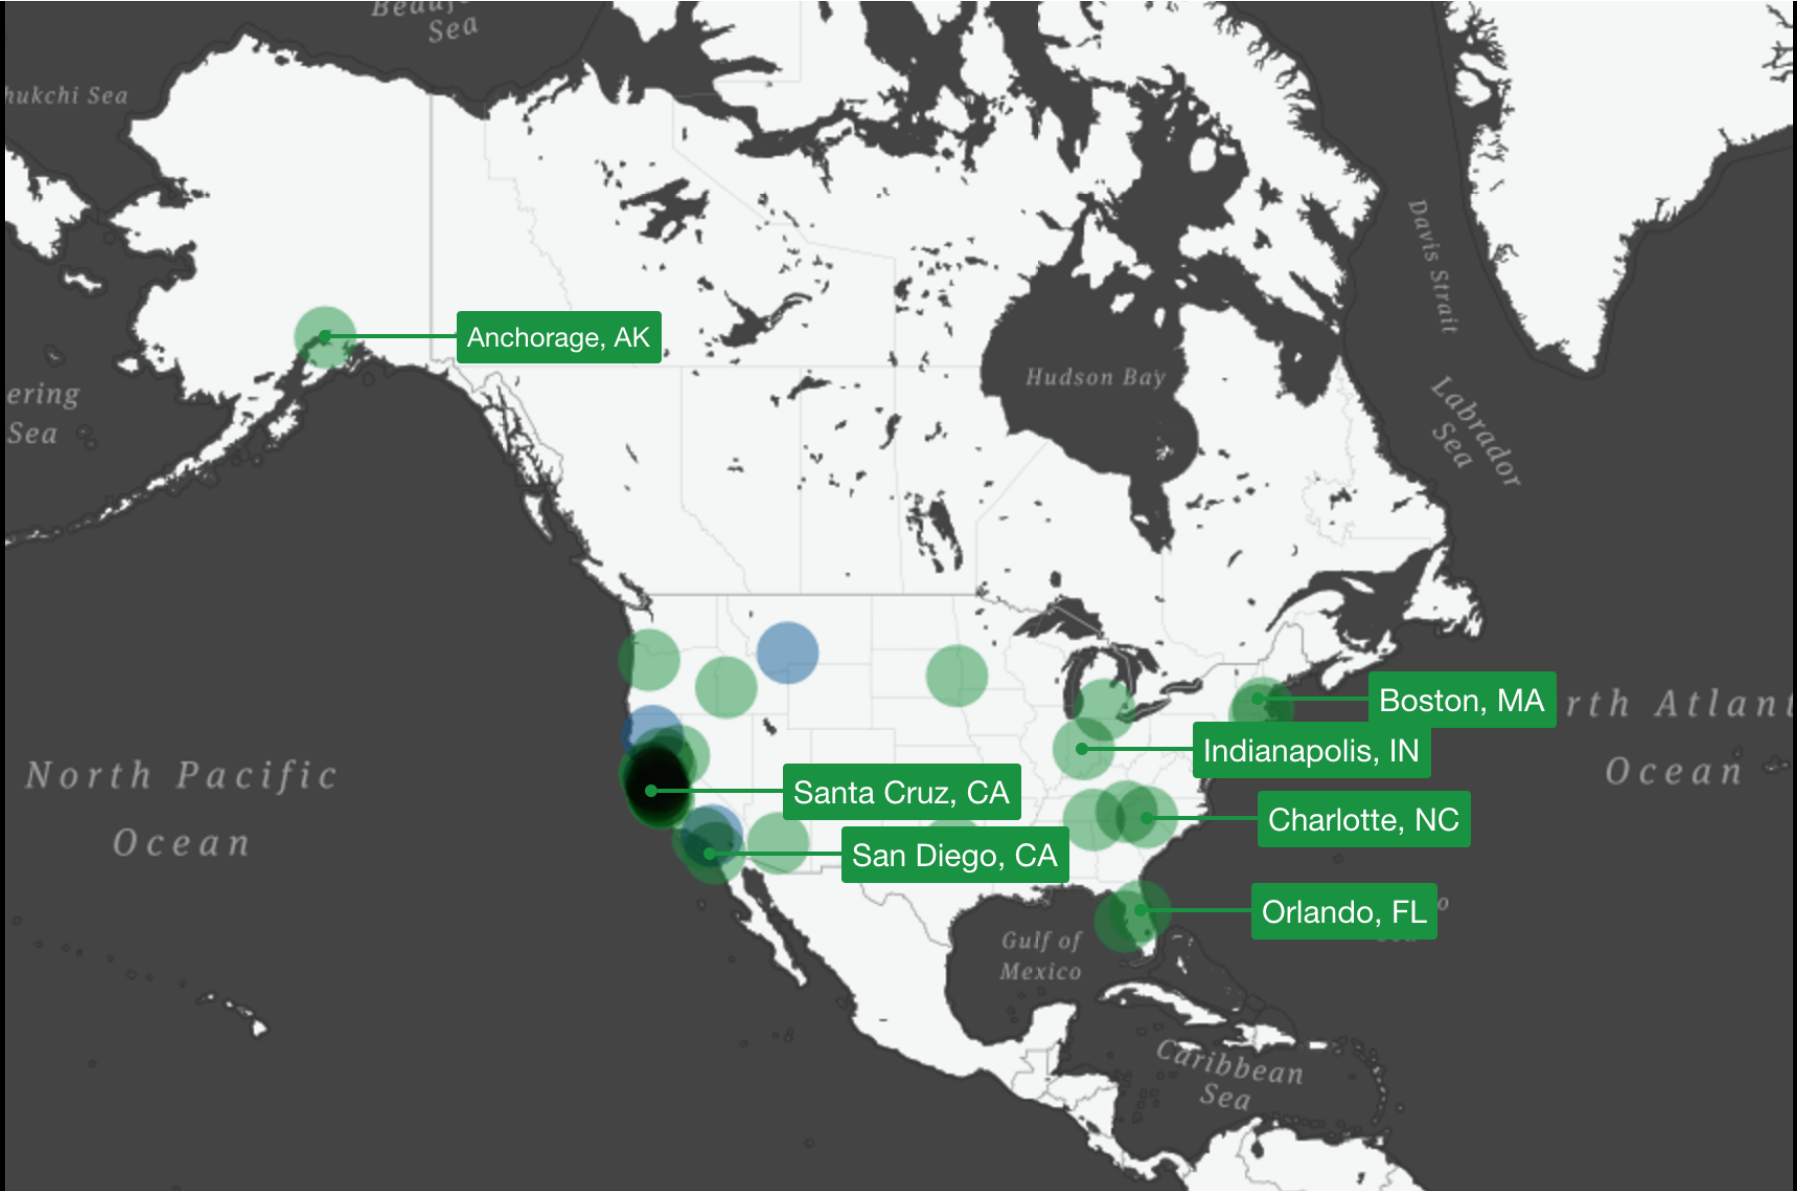 Sea
hukchi Sea
Davis Strait
Anchorage, AK
Hudson Bay
ering
Sea
Labrador
Sea
Boston, MA
rth Atlant
Ocean
Indianapolis, IN
North Pacific
Ocean
Santa Cruz, CA
Charlotte, NC
San Diego, CA
Orlando, FL
Gulf of
Mexico
Caribbean
Sea